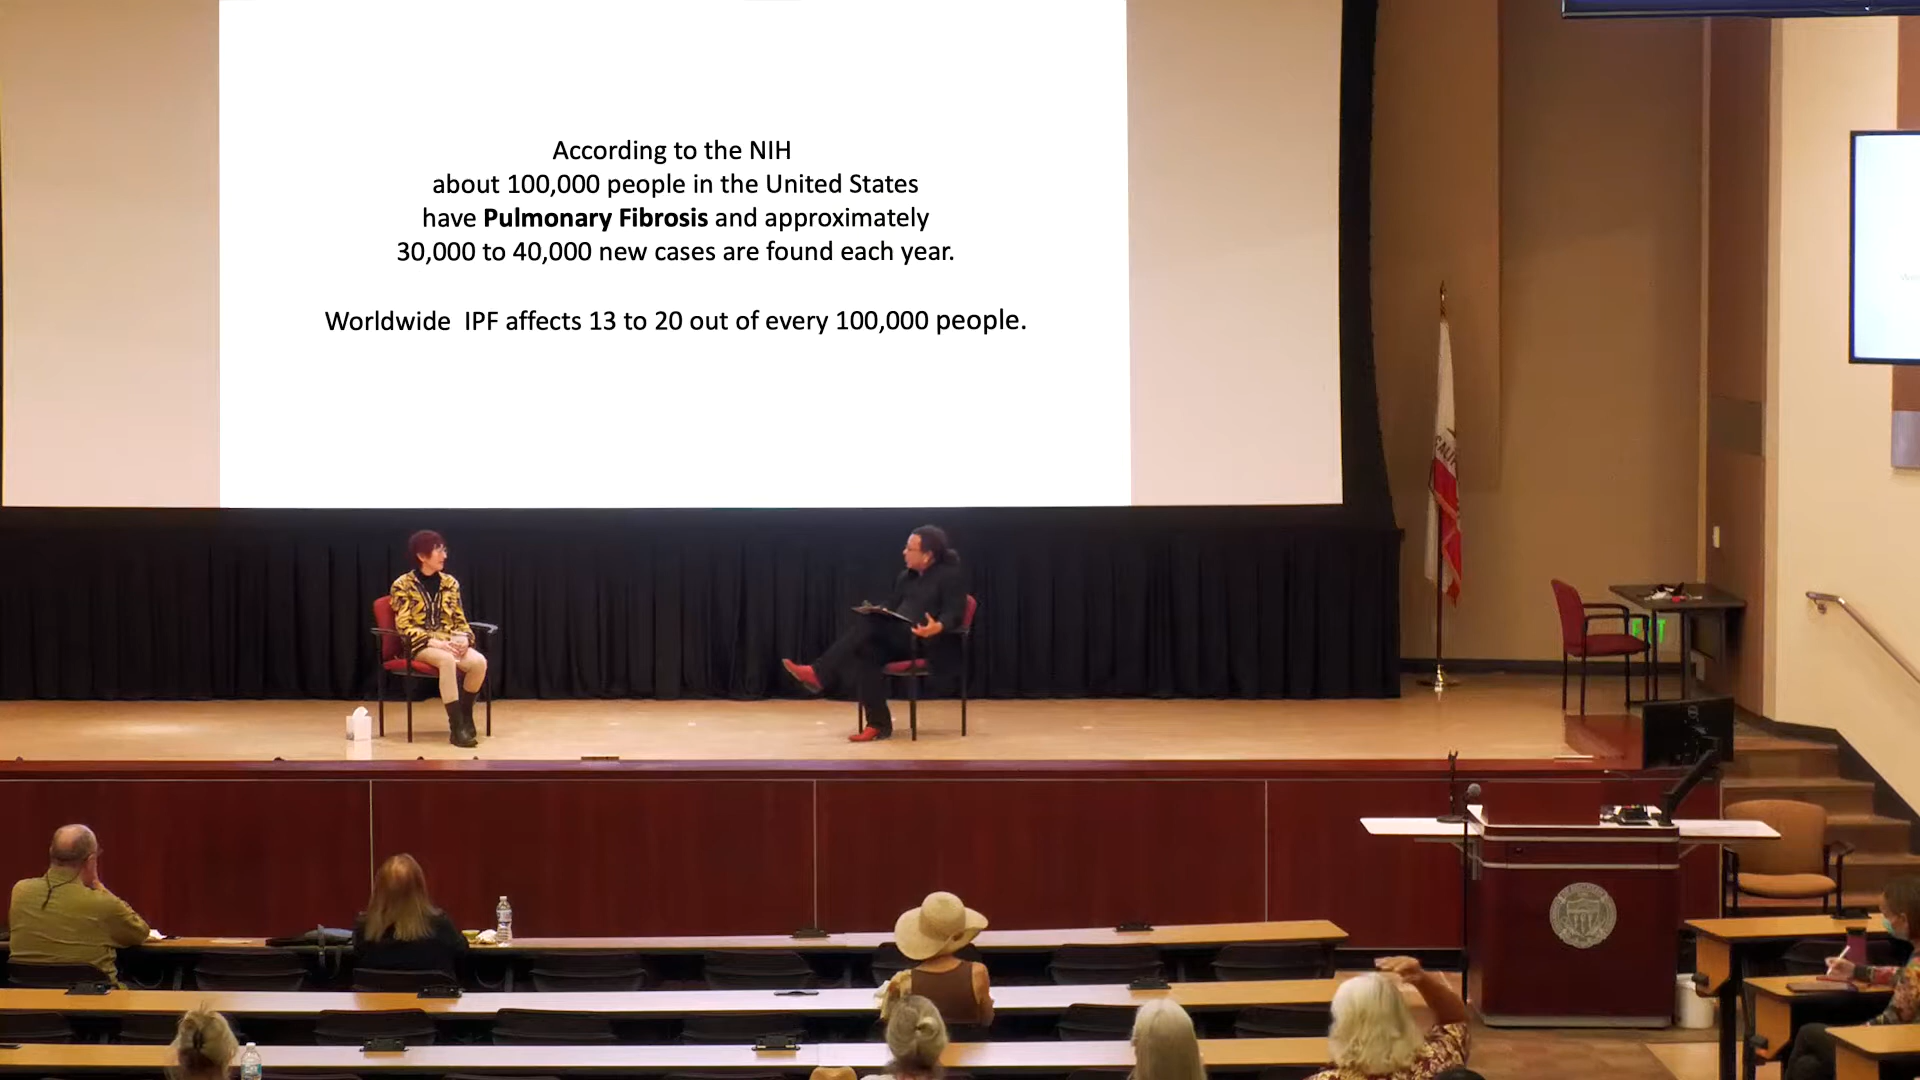 According to the NIH
about 100,000 people in the United States
have Pulmonary Fibrosis and approximately
30,000 to 40,000 new cases are found each year.
Worldwide IPF affects 13 to 20 out of every 100,000 people.